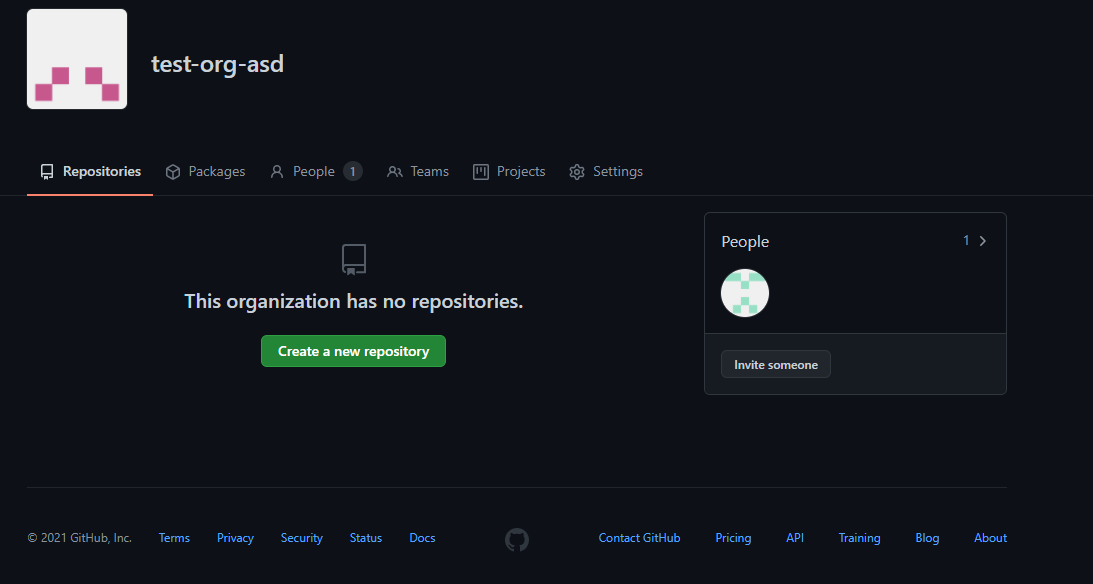 test-org-asd
Repositories Packages People 1 Teams Projects Settings
People 1
This organization has no repositories.
Create a new repository
Invite someone
© 2021 GitHub, Inc. Terms Privacy Security Status Docs Contact GitHub Pricing API Training Blog About